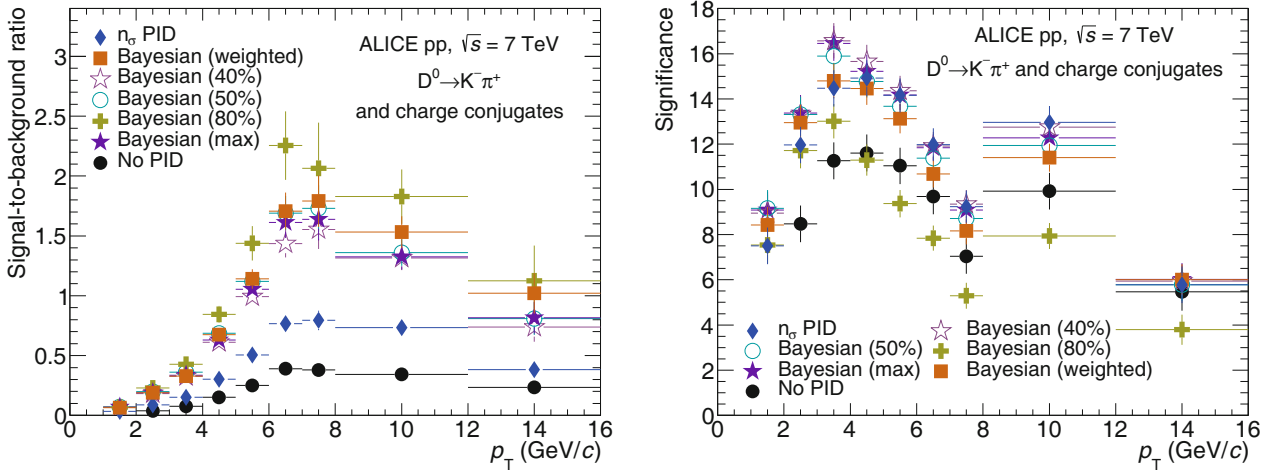 Signal-to-background ratio
3
2.5
2
1.5
1
0.5
0
nσ PID
Bayesian (weighted)
Bayesian (40%)
Bayesian (50%)
Bayesian (80%)
Bayesian (max)
No PID
ALICE pp, √s = 7 TeV
D⁰→K⁻π⁺
and charge conjugates
0 2 4 6 8 10 12 14 16
pT (GeV/c)
Significance
18
16
14
12
10
8
6
4
2
0
ALICE pp, √s = 7 TeV
D⁰→K⁻π⁺ and charge conjugates
nσ PID Bayesian (40%)
Bayesian (50%) Bayesian (80%)
Bayesian (max) Bayesian (weighted)
No PID
0 2 4 6 8 10 12 14 16
pT (GeV/c)